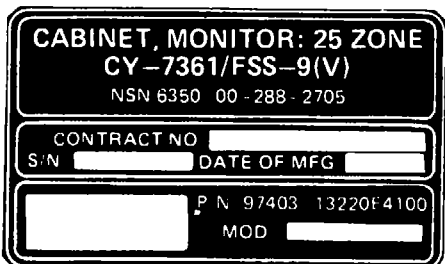 CABINET, MONITOR: 25 ZONE
CY–7361/FSS–9(V)
NSN 6350 00-288-2705
CONTRACT NO
S/N DATE OF MFG
P N 97403 13220E4100
MOD